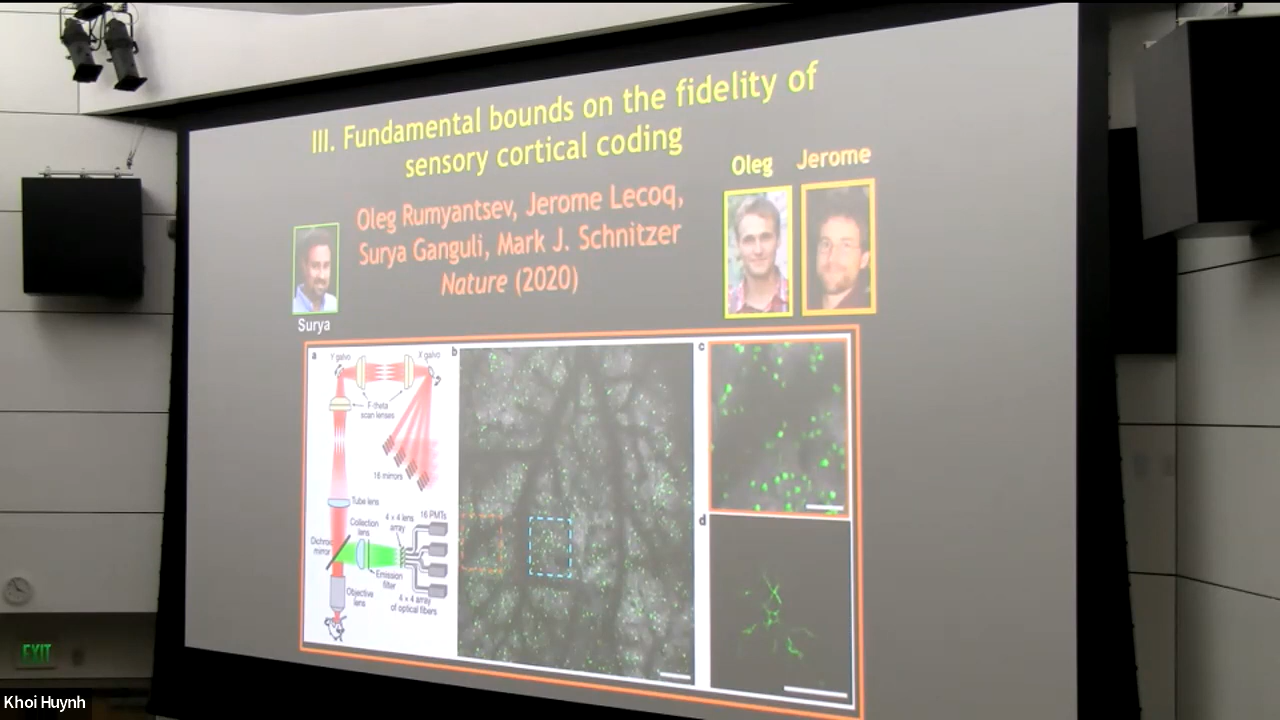 III. Fundamental bounds on the fidelity of
sensory cortical coding
Oleg
Jerome
Oleg Rumyantsev, Jerome Lecoq,
Surya Ganguli, Mark J. Schnitzer
Nature (2020)
Surya
a
Y galvo
X galvo
F-theta
scan lenses
16 mirrors
Tube lens
Collection
lens
4 × 4 lens
array
16 PMTs
Dichroic
mirror
Emission
filter
Objective
lens
4 × 4 array
of optical fibers
b
c
d
EXIT
Khoi Huynh